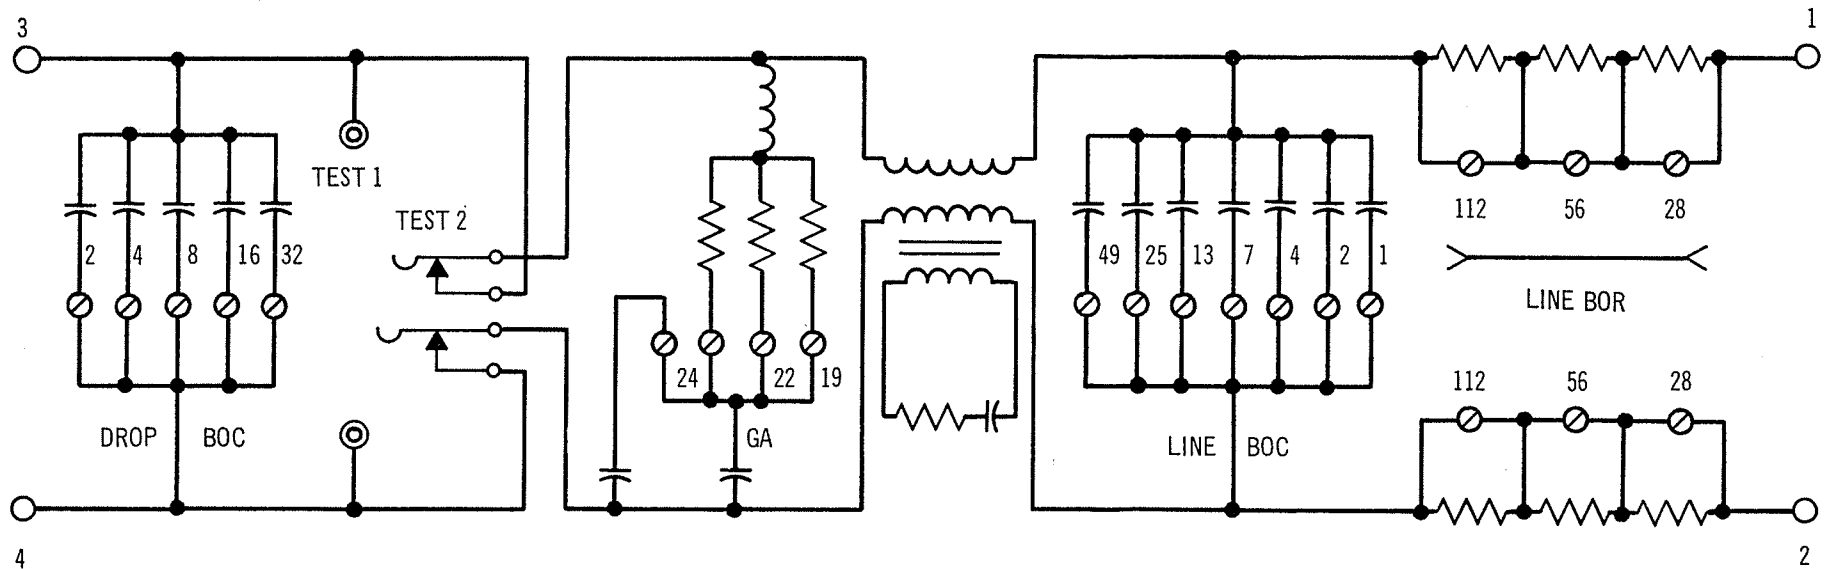 3
1
TEST 1
TEST 2
112 56 28
2 4 8 16 32
49 25 13 7 4 2 1
LINE BOR
24 22 19
112 56 28
DROP BOC
GA
LINE BOC
4
2